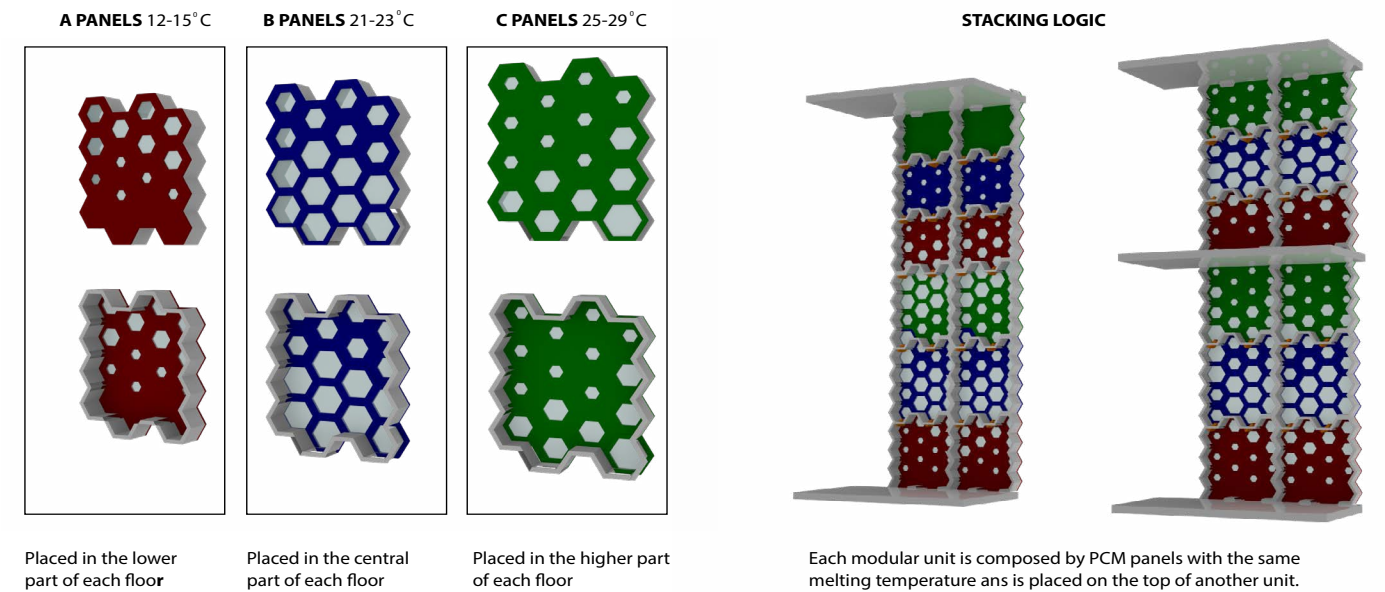 A PANELS 12-15°C
B PANELS 21-23°C
C PANELS 25-29°C
STACKING LOGIC
Placed in the lower
part of each floor
Placed in the central
part of each floor
Placed in the higher part
of each floor
Each modular unit is composed by PCM panels with the same
melting temperature ans is placed on the top of another unit.